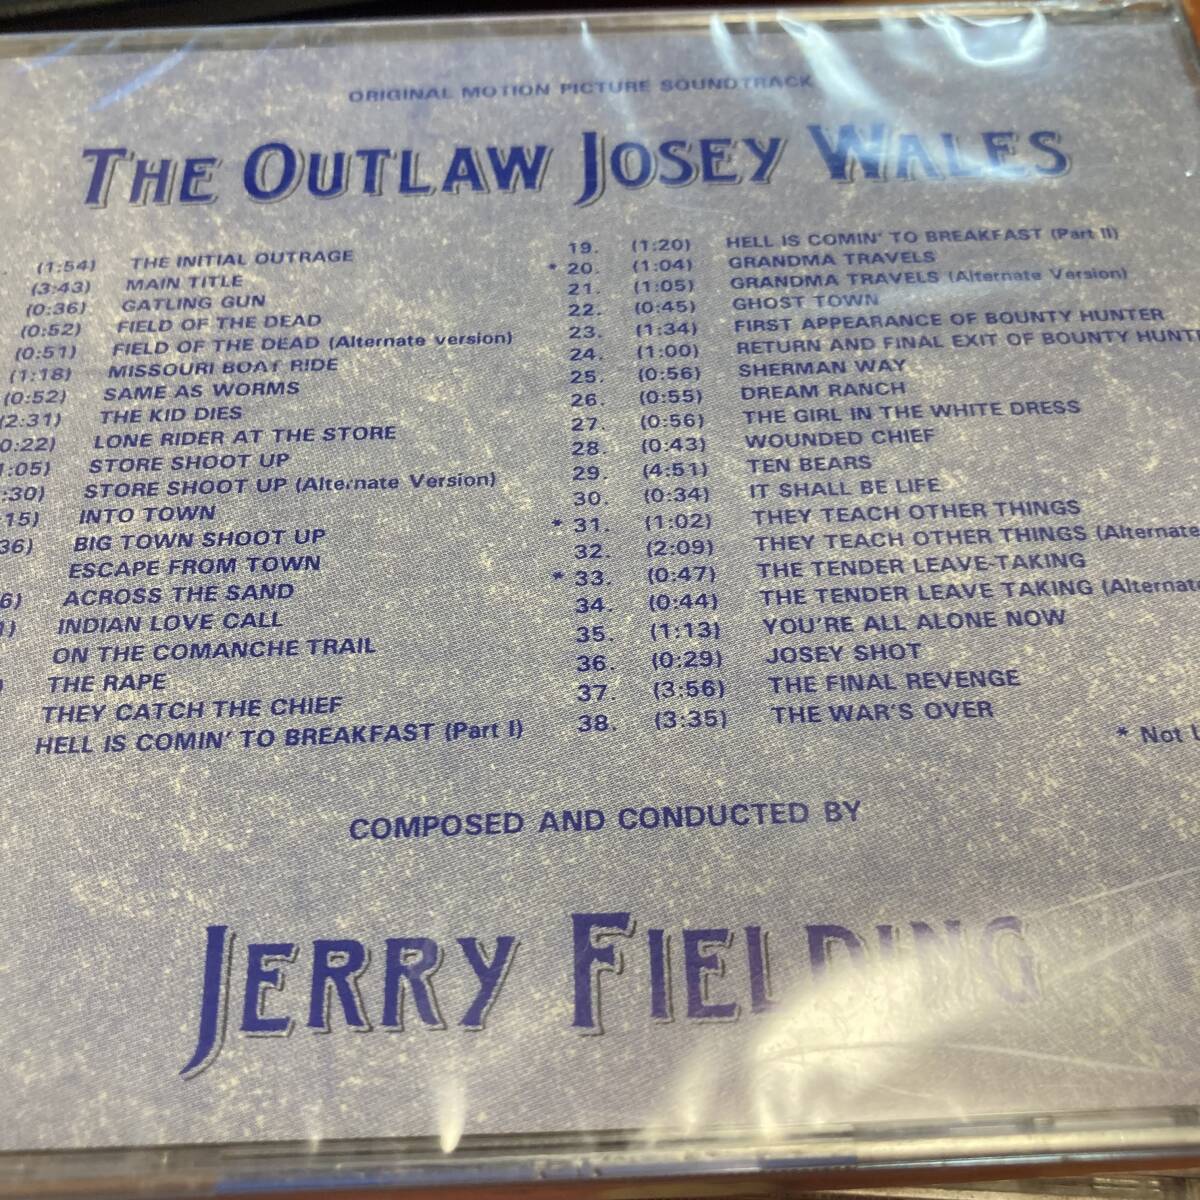 ORIGINAL MOTION PICTURE SOUNDTRACK
THE OUTLAW JOSEY WALES
(1:54) THE INITIAL OUTRAGE
(3:43) MAIN TITLE
(0:36) GATLING GUN
(0:52) FIELD OF THE DEAD
(0:51) FIELD OF THE DEAD (Alternate version)
(1:18) MISSOURI BOAT RIDE
(0:52) SAME AS WORMS
(2:31) THE KID DIES
0:22) LONE RIDER AT THE STORE
:05) STORE SHOOT UP
:30) STORE SHOOT UP (Alternate Version)
15) INTO TOWN
36) BIG TOWN SHOOT UP
ESCAPE FROM TOWN
6) ACROSS THE SAND
INDIAN LOVE CALL
ON THE COMANCHE TRAIL
THE RAPE
THEY CATCH THE CHIEF
HELL IS COMIN' TO BREAKFAST (Part I)
19. (1:20) HELL IS COMIN' TO BREAKFAST (Part II)
* 20. (1:04) GRANDMA TRAVELS
21. (1:05) GRANDMA TRAVELS (Alternate Version)
22. (0:45) GHOST TOWN
23. (1:34) FIRST APPEARANCE OF BOUNTY HUNTER
24. (1:00) RETURN AND FINAL EXIT OF BOUNTY HUNT
25. (0:56) SHERMAN WAY
26. (0:55) DREAM RANCH
27. (0:56) THE GIRL IN THE WHITE DRESS
28. (0:43) WOUNDED CHIEF
29. (4:51) TEN BEARS
30. (0:34) IT SHALL BE LIFE
* 31. (1:02) THEY TEACH OTHER THINGS
32. (2:09) THEY TEACH OTHER THINGS (Alternate
* 33. (0:47) THE TENDER LEAVE-TAKING
34. (0:44) THE TENDER LEAVE TAKING (Alternat
35. (1:13) YOU'RE ALL ALONE NOW
36. (0:29) JOSEY SHOT
37. (3:56) THE FINAL REVENGE
38. (3:35) THE WAR'S OVER
* Not
COMPOSED AND CONDUCTED BY
JERRY FIELDING